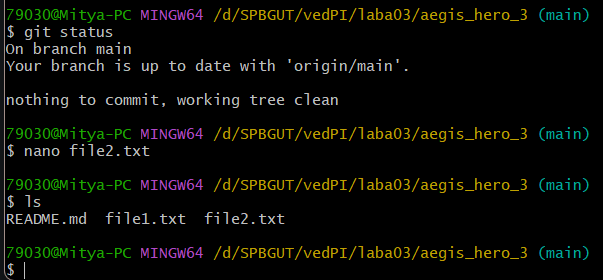 79030@Mitya-PC MINGW64 /d/SPBGUT/vedPI/laba03/aegis_hero_3 (main)
$ git status
On branch main
Your branch is up to date with 'origin/main'.
nothing to commit, working tree clean
79030@Mitya-PC MINGW64 /d/SPBGUT/vedPI/laba03/aegis_hero_3 (main)
$ nano file2.txt
79030@Mitya-PC MINGW64 /d/SPBGUT/vedPI/laba03/aegis_hero_3 (main)
$ ls
README.md  file1.txt  file2.txt
79030@Mitya-PC MINGW64 /d/SPBGUT/vedPI/laba03/aegis_hero_3 (main)
$